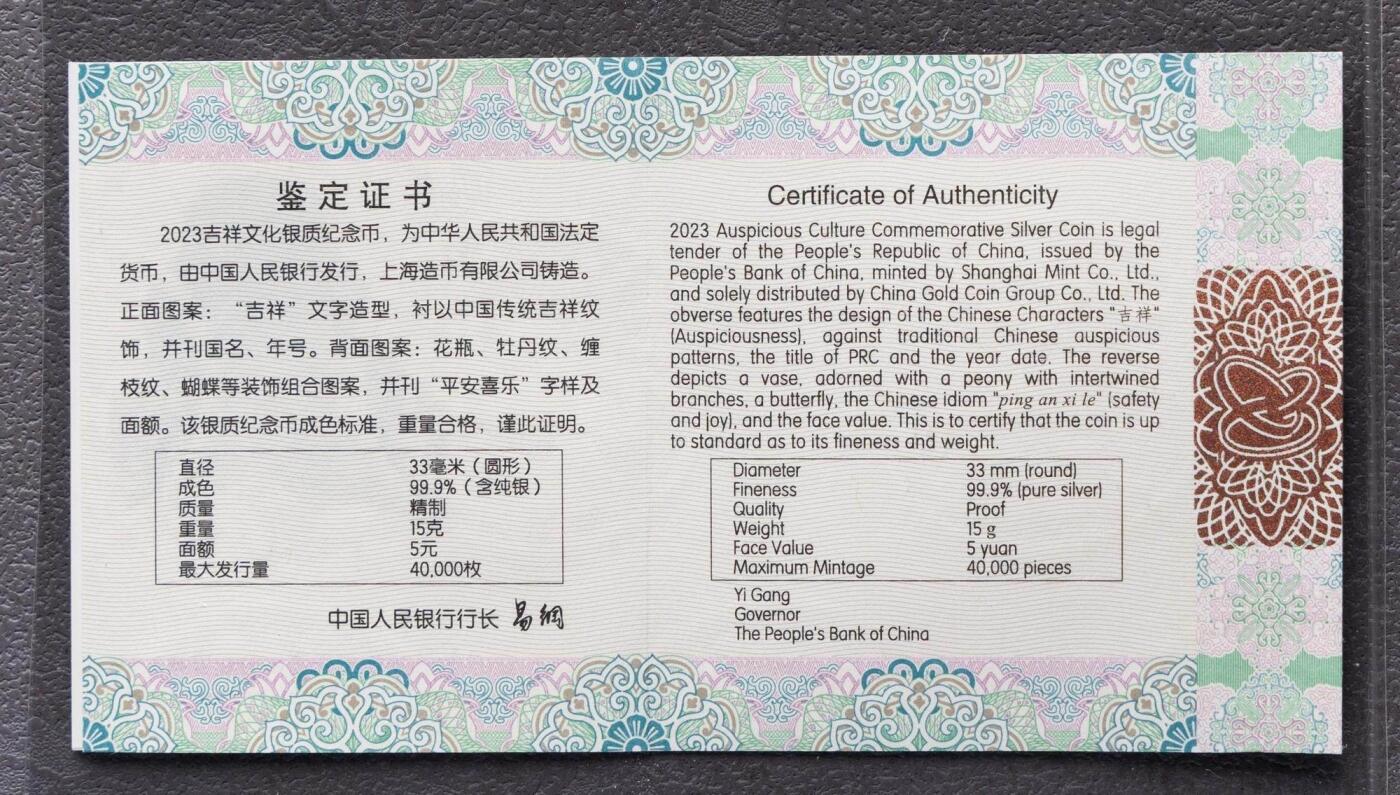 鉴定证书
2023吉祥文化银质纪念币，为中华人民共和国法定
货币，由中国人民银行发行，上海造币有限公司铸造。
正面图案：“吉祥”文字造型，衬以中国传统吉祥纹
饰，并刊国名、年号。背面图案：花瓶、牡丹纹、缠
枝纹、蝴蝶等装饰组合图案，并刊“平安喜乐”字样及
面额。该银质纪念币成色标准，重量合格，谨此证明。
直径 33毫米（圆形）
成色 99.9%（含纯银）
质量 精制
重量 15克
面额 5元
最大发行量 40,000枚
中国人民银行行长 易纲
Certificate of Authenticity
2023 Auspicious Culture Commemorative Silver Coin is legal
tender of the People's Republic of China, issued by the
People's Bank of China, minted by Shanghai Mint Co., Ltd.,
and solely distributed by China Gold Coin Group Co., Ltd. The
obverse features the design of the Chinese Characters "吉祥"
(Auspiciousness), against traditional Chinese auspicious
patterns, the title of PRC and the year date. The reverse
depicts a vase, adorned with a peony with intertwined
branches, a butterfly, the Chinese idiom "ping an xi le" (safety
and joy), and the face value. This is to certify that the coin is up
to standard as to its fineness and weight.
Diameter 33 mm (round)
Fineness 99.9% (pure silver)
Quality Proof
Weight 15 g
Face Value 5 yuan
Maximum Mintage 40,000 pieces
Yi Gang
Governor
The People's Bank of China